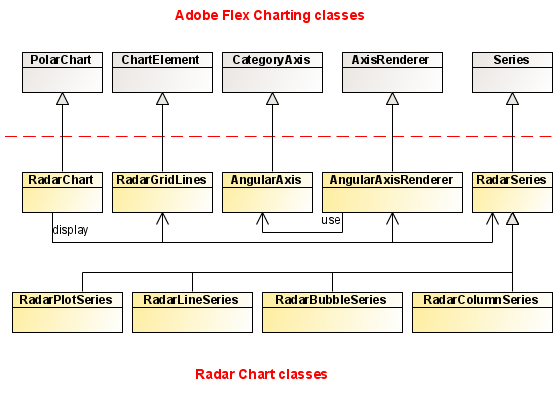 Adobe Flex Charting classes
PolarChart ChartElement CategoryAxis AxisRenderer Series
RadarChart RadarGridLines AngularAxis AngularAxisRenderer RadarSeries
use
display
RadarPlotSeries RadarLineSeries RadarBubbleSeries RadarColumnSeries
Radar Chart classes